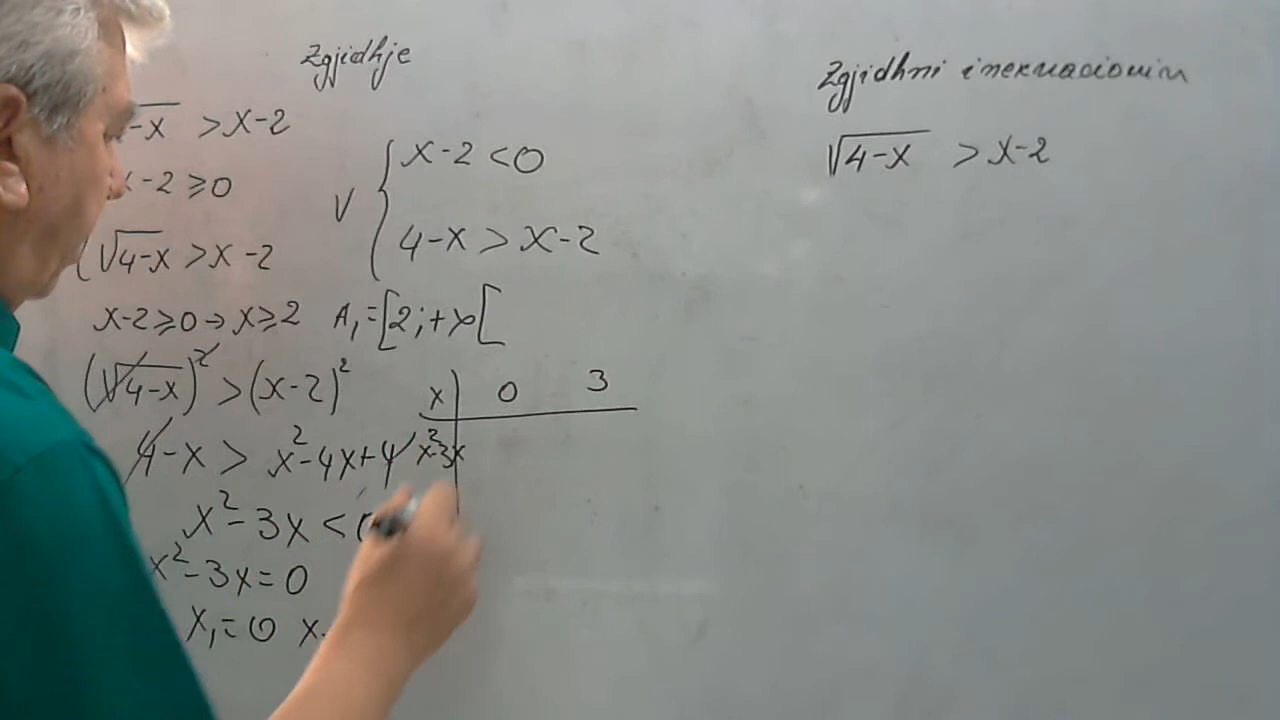 Zgjidhje
-x > x-2
x-2 ≥ 0
√4-x > x-2
V { x-2 < 0
4-x > x-2
x-2 ≥ 0 → x ≥ 2 A₁ = [2; +∞[
(√4-x)² > (x-2)²
4-x > x²-4x+4
x²-3x < 0
x²-3x = 0
x₁ = 0 x
x 0 3
x²-3x
Zgjidhni inekuacionin
√4-x > x-2